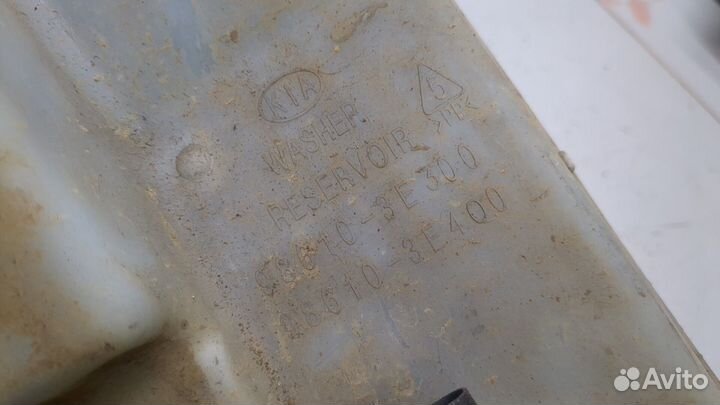 KIA
WASHER
RESERVOIR
98610-3E300
98610-3E400
5
>PP<
Avito